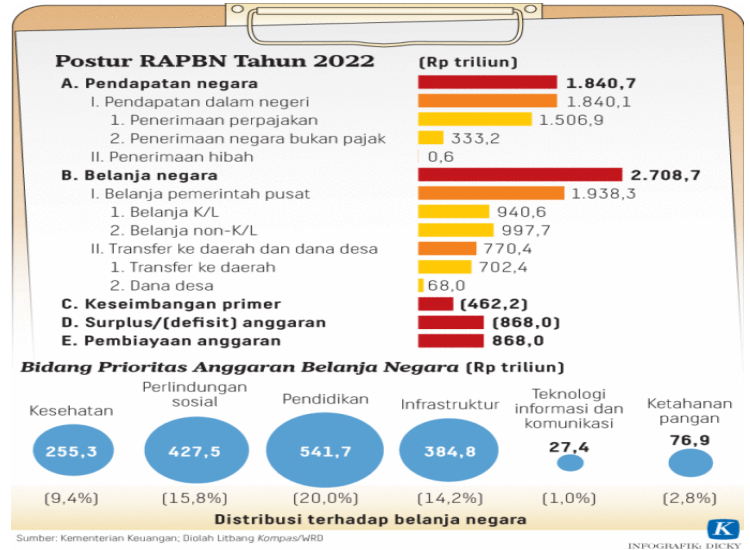 Postur RAPBN Tahun 2022 (Rp triliun)
A. Pendapatan negara 1.840,7
I. Pendapatan dalam negeri 1.840,1
1. Penerimaan perpajakan 1.506,9
2. Penerimaan negara bukan pajak 333,2
II. Penerimaan hibah 0,6
B. Belanja negara 2.708,7
I. Belanja pemerintah pusat 1.938,3
1. Belanja K/L 940,6
2. Belanja non-K/L 997,7
II. Transfer ke daerah dan dana desa 770,4
1. Transfer ke daerah 702,4
2. Dana desa 68,0
C. Keseimbangan primer (462,2)
D. Surplus/(defisit) anggaran (868,0)
E. Pembiayaan anggaran 868,0
Bidang Prioritas Anggaran Belanja Negara (Rp triliun)
Kesehatan
255,3
(9,4%)
Perlindungan
sosial
427,5
(15,8%)
Pendidikan
541,7
(20,0%)
Infrastruktur
384,8
(14,2%)
Teknologi
informasi dan
komunikasi
27,4
(1,0%)
Ketahanan
pangan
76,9
(2,8%)
Distribusi terhadap belanja negara
Sumber: Kementerian Keuangan; Diolah Litbang Kompas/WRD
K
INFOGRAFIK: DICKY